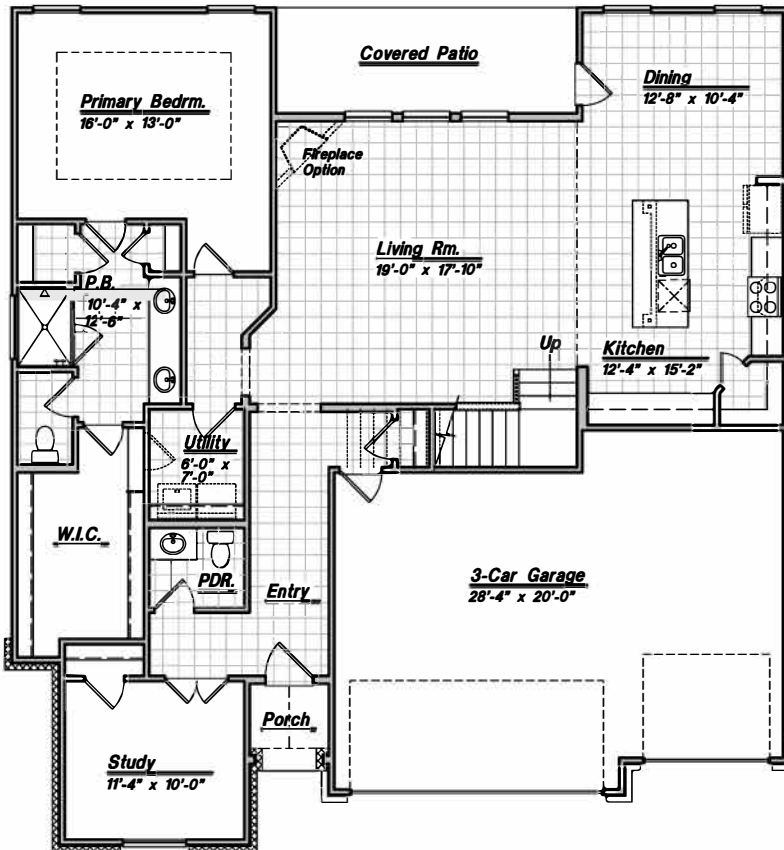 Covered Patio
Dining
12'-8" x 10'-4"
Primary Bedrm.
16'-0" x 13'-0"
Fireplace
Option
Living Rm.
19'-0" x 17'-10"
P.B.
10'-4" x
12'-6"
Up
Kitchen
12'-4" x 15'-2"
Utility
6'-0" x
7'-0"
W.I.C.
PDR.
Entry
3-Car Garage
28'-4" x 20'-0"
Porch
Study
11'-4" x 10'-0"